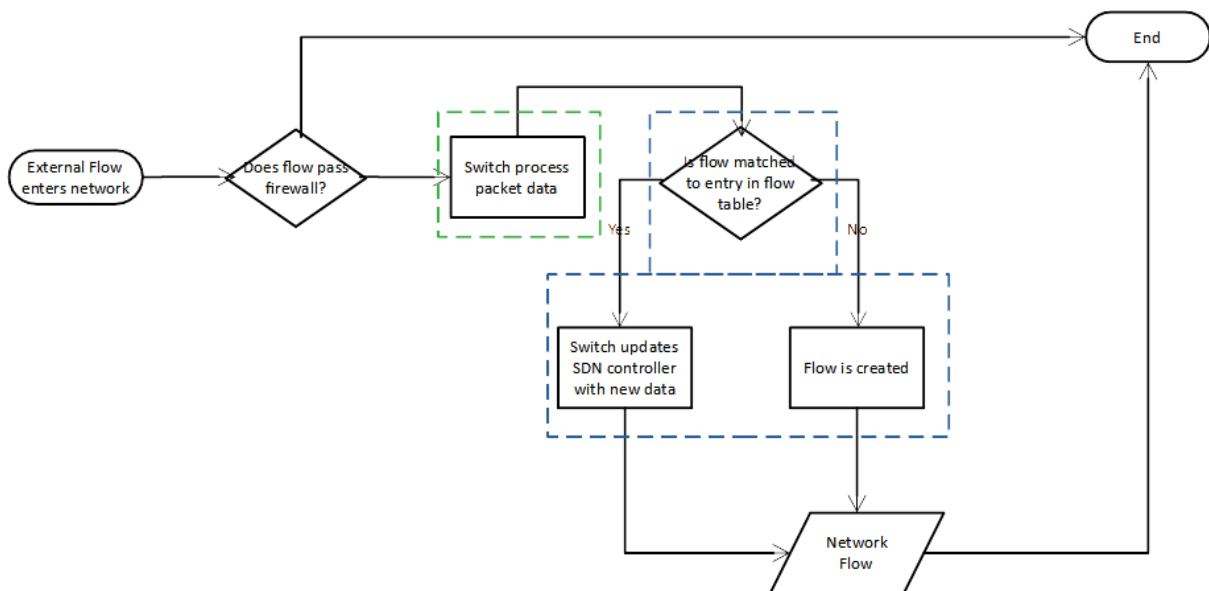 End
External Flow
enters network
Does flow pass
firewall?
Switch process
packet data
Is flow matched
to entry in flow
table?
Yes
No
Switch updates
SDN controller
with new data
Flow is created
Network
Flow